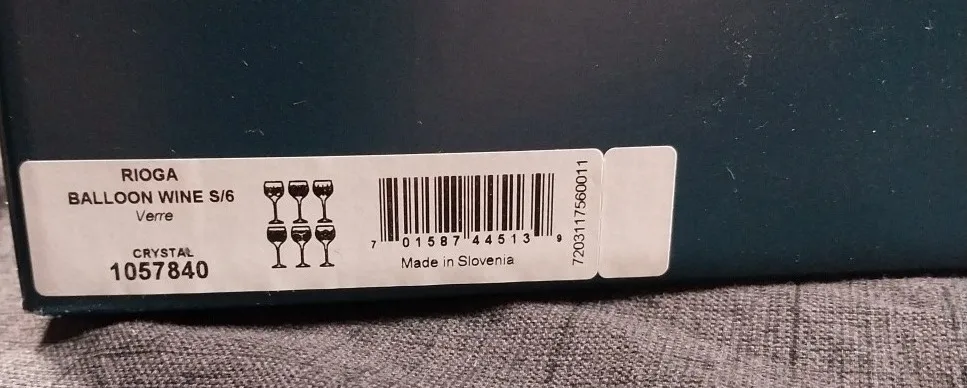 RIOGA
BALLOON WINE S/6
Verre
CRYSTAL
1057840
7 01587 44513 9
Made in Slovenia
7203117560011